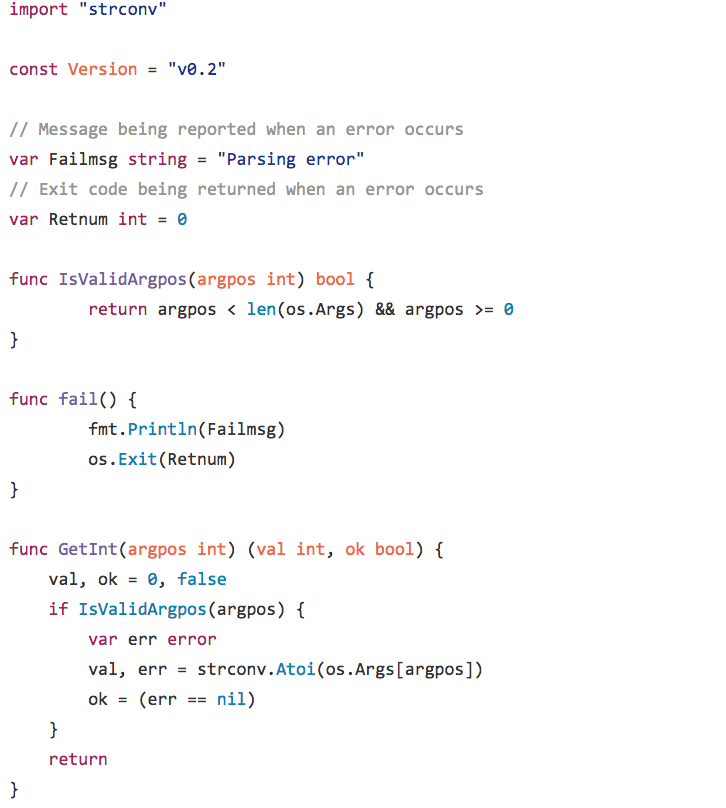 import "strconv"
const Version = "v0.2"
// Message being reported when an error occurs
var Failmsg string = "Parsing error"
// Exit code being returned when an error occurs
var Retnum int = 0
func IsValidArgpos(argpos int) bool {
        return argpos < len(os.Args) && argpos >= 0
}
func fail() {
        fmt.Println(Failmsg)
        os.Exit(Retnum)
}
func GetInt(argpos int) (val int, ok bool) {
    val, ok = 0, false
    if IsValidArgpos(argpos) {
        var err error
        val, err = strconv.Atoi(os.Args[argpos])
        ok = (err == nil)
    }
    return
}